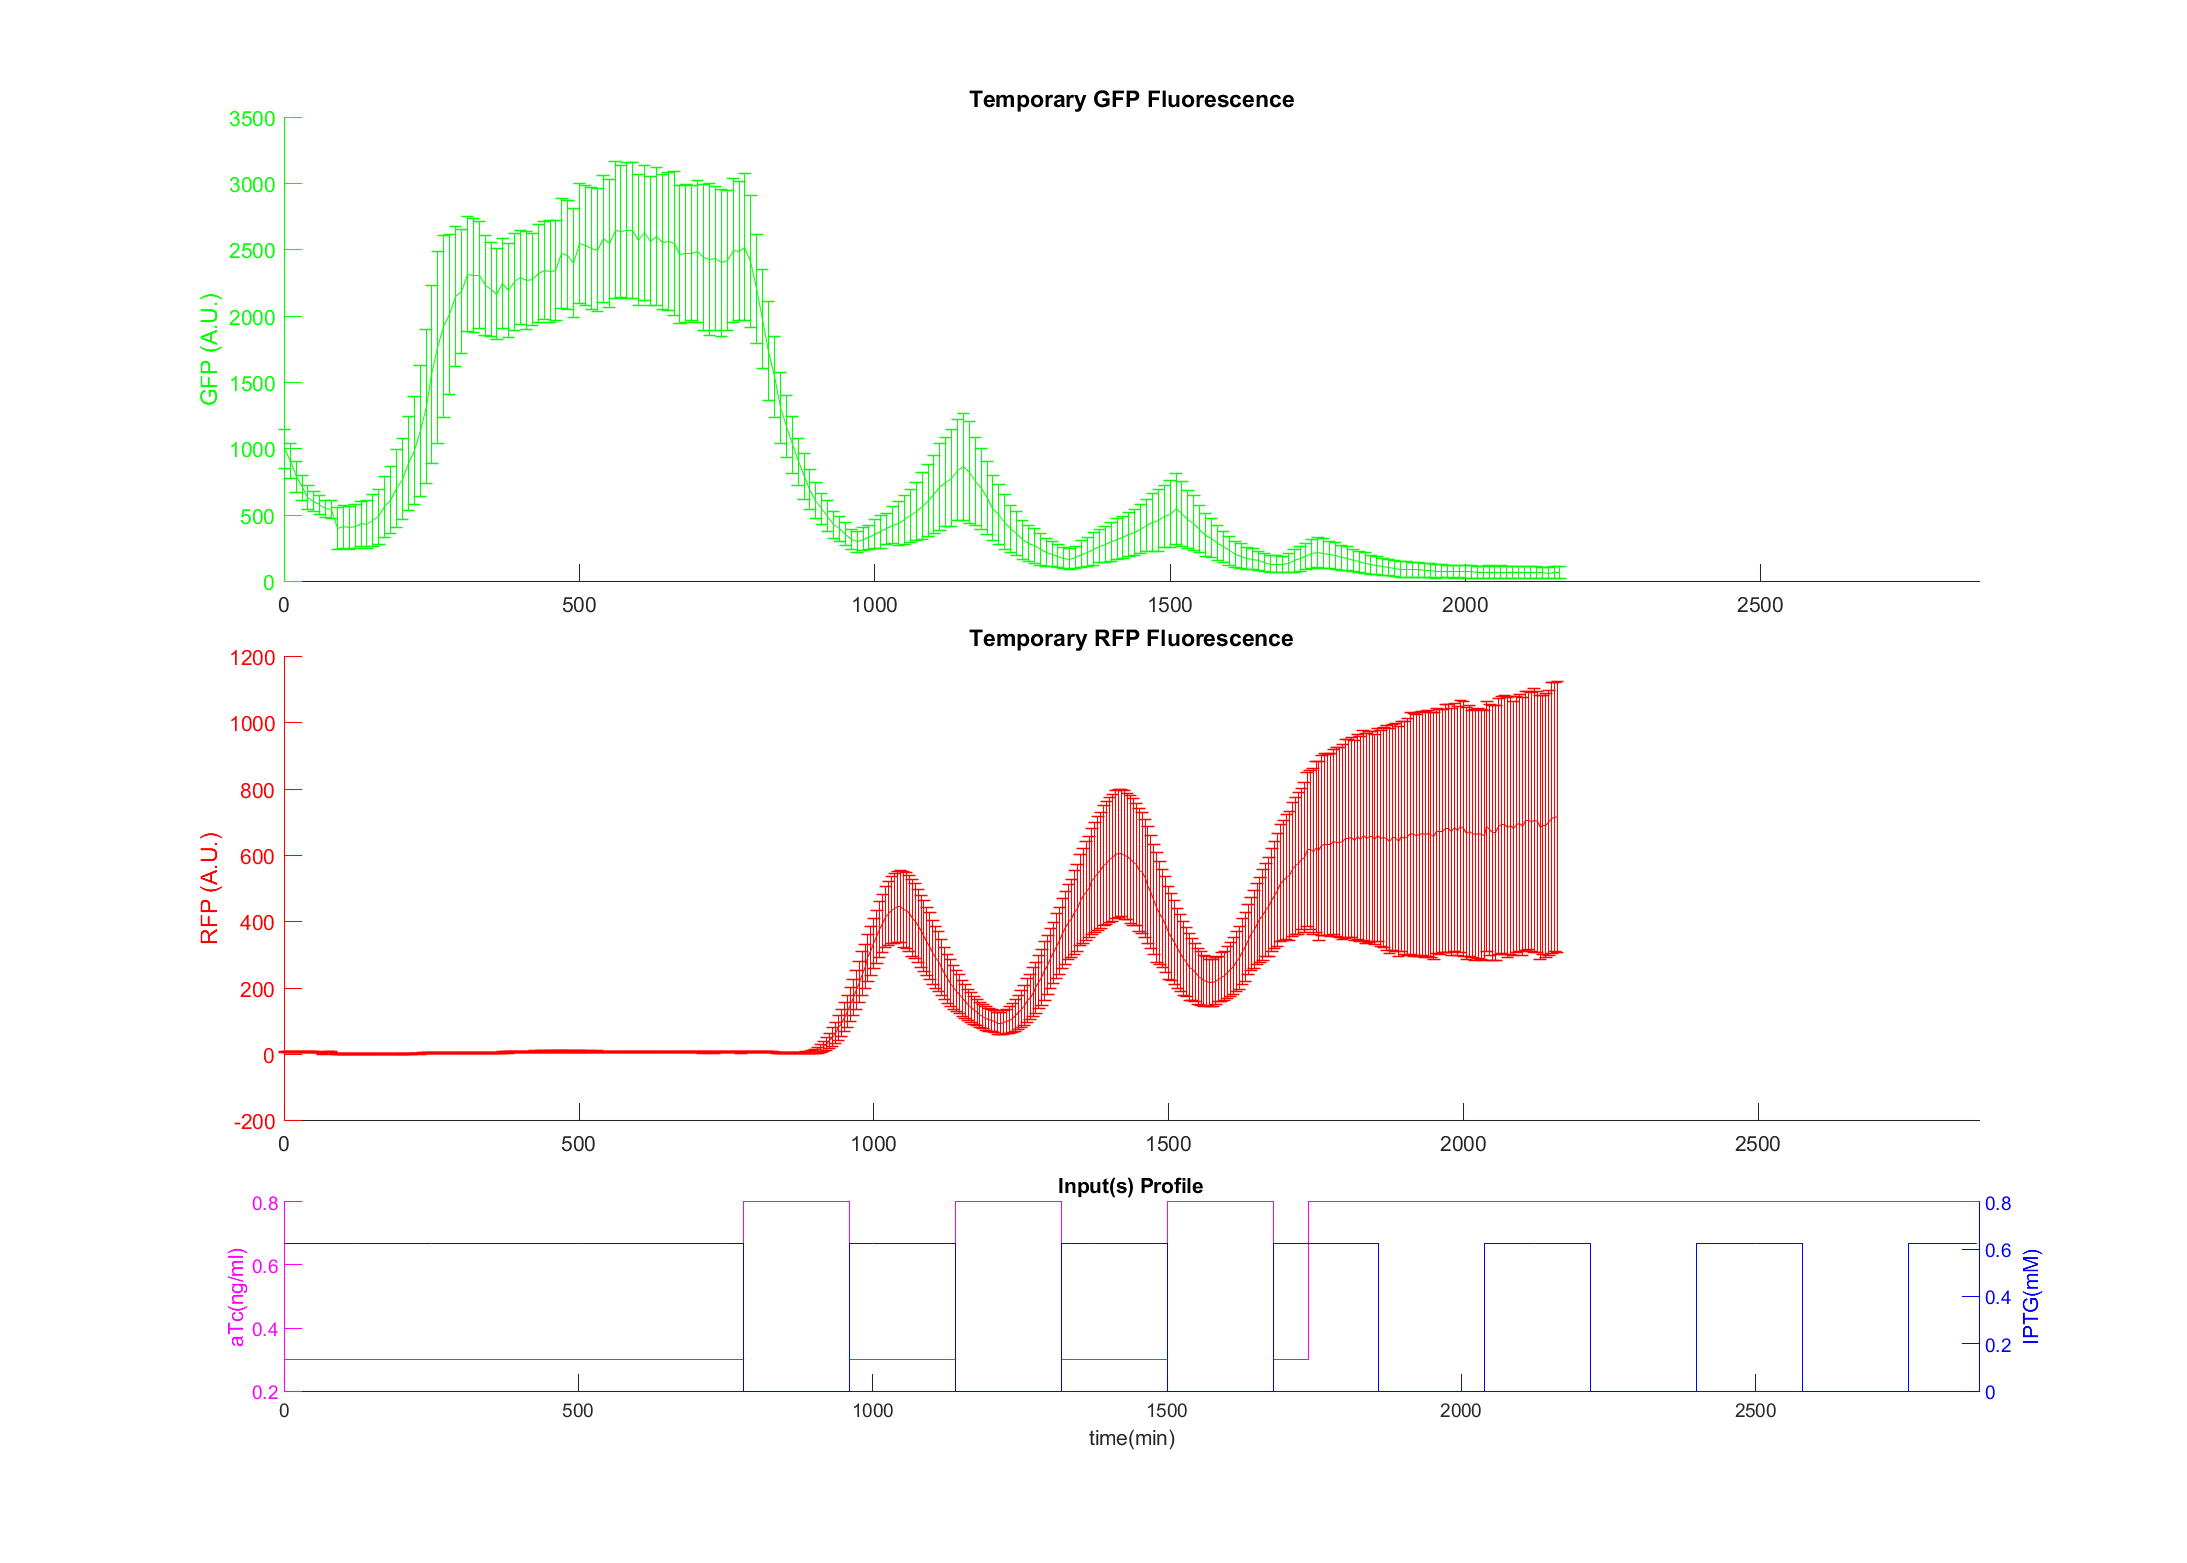 Temporary GFP Fluorescence
3500
3000
2500
2000
1500
1000
500
0
GFP (A.U.)
0 500 1000 1500 2000 2500
Temporary RFP Fluorescence
1200
1000
800
600
400
200
0
-200
RFP (A.U.)
0 500 1000 1500 2000 2500
Input(s) Profile
0.8
0.6
0.4
0.2
aTc(ng/ml)
0.8
0.6
0.4
0.2
0
IPTG(mM)
0 500 1000 1500 2000 2500
time(min)